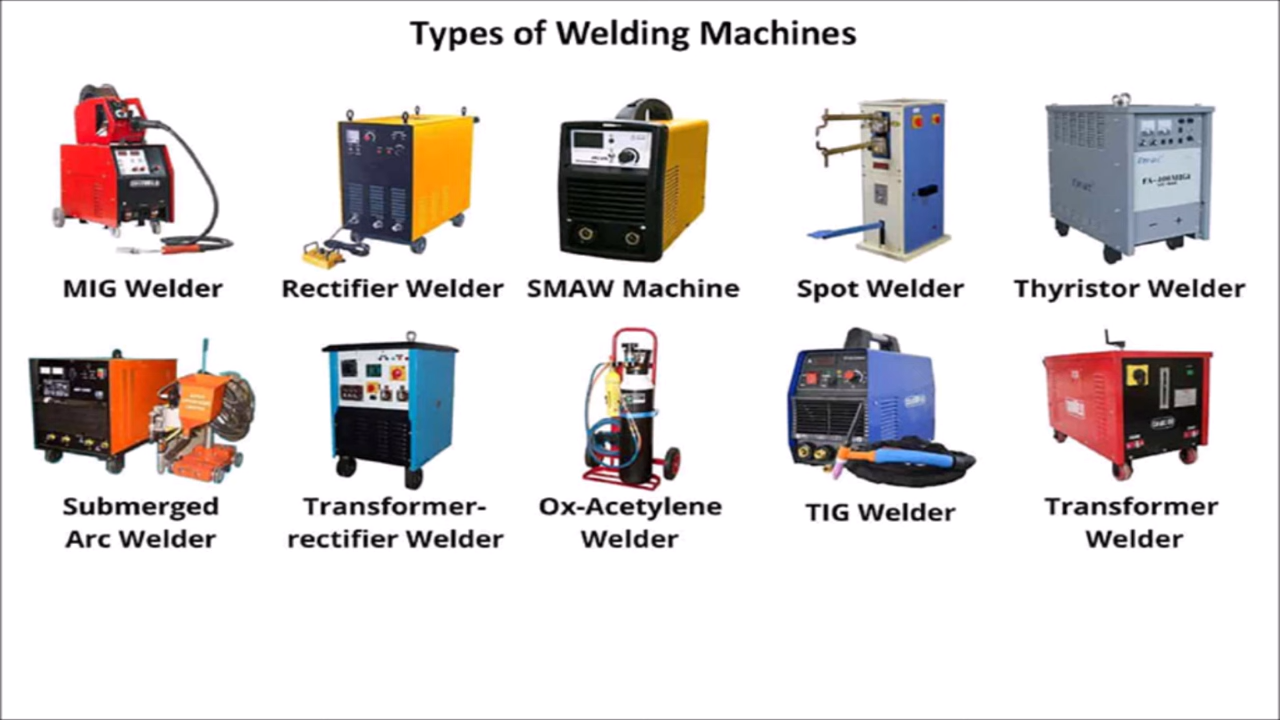 Types of Welding Machines
MIG Welder
Rectifier Welder
SMAW Machine
Spot Welder
Thyristor Welder
Submerged
Arc Welder
Transformer-
rectifier Welder
Ox-Acetylene
Welder
TIG Welder
Transformer
Welder